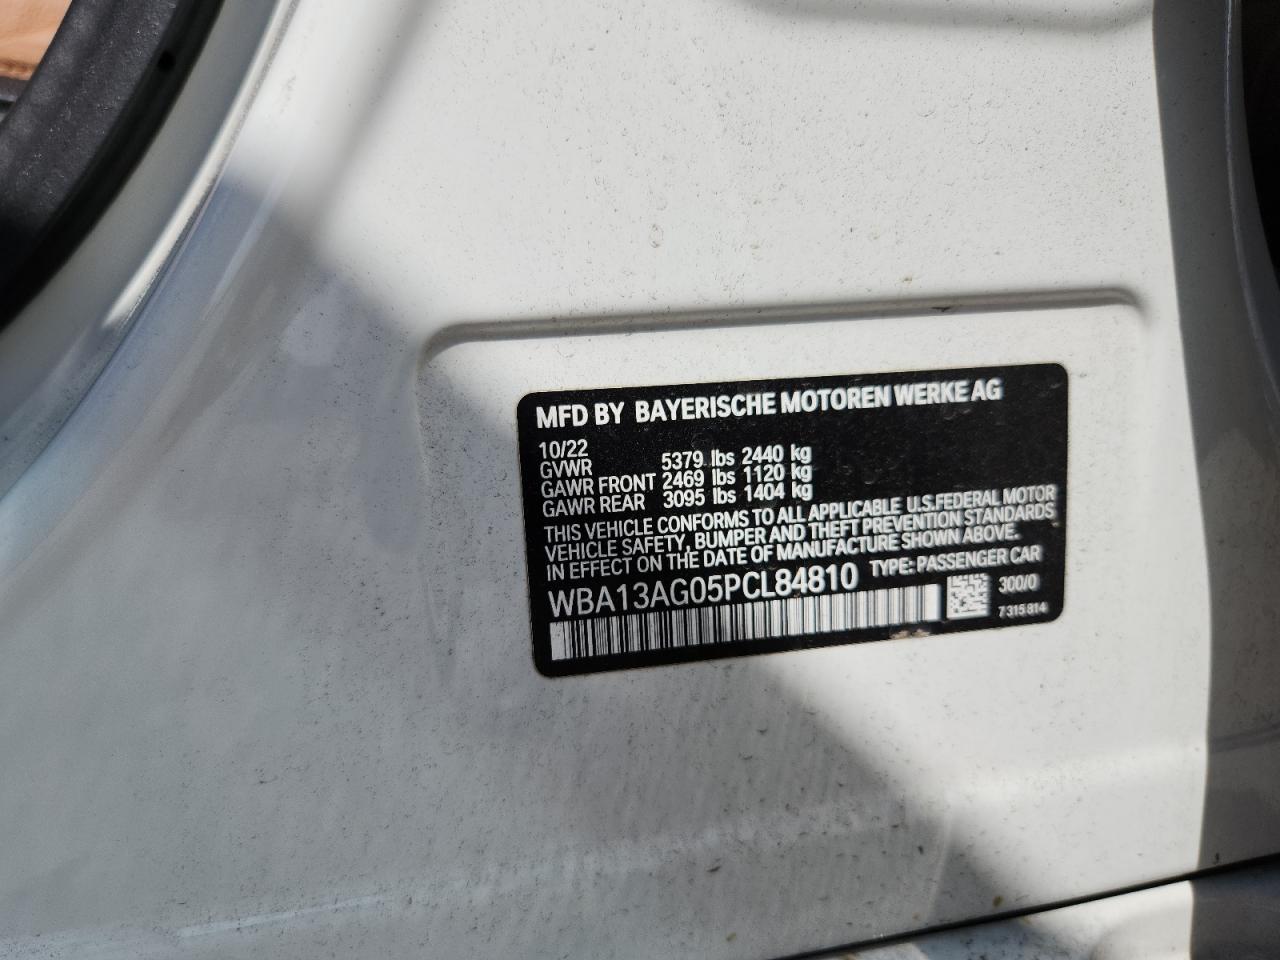 MFD BY BAYERISCHE MOTOREN WERKE AG
10/22
GVWR 5379 lbs 2440 kg
GAWR FRONT 2469 lbs 1120 kg
GAWR REAR 3095 lbs 1404 kg
THIS VEHICLE CONFORMS TO ALL APPLICABLE U.S.FEDERAL MOTOR
VEHICLE SAFETY, BUMPER AND THEFT PREVENTION STANDARDS
IN EFFECT ON THE DATE OF MANUFACTURE SHOWN ABOVE.
WBA13AG05PCL84810 TYPE: PASSENGER CAR
300/0
7 315 814